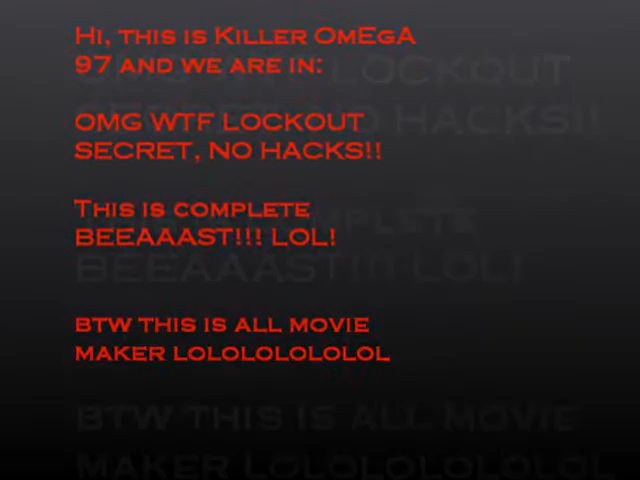 Hi, this is Killer OmEgA
97 and we are in:
OMG WTF LOCKOUT
SECRET, NO HACKS!!
This is complete
BEEAAAST!!! LOL!
BTW THIS IS ALL MOVIE
MAKER LOLOLOLOLOLOL